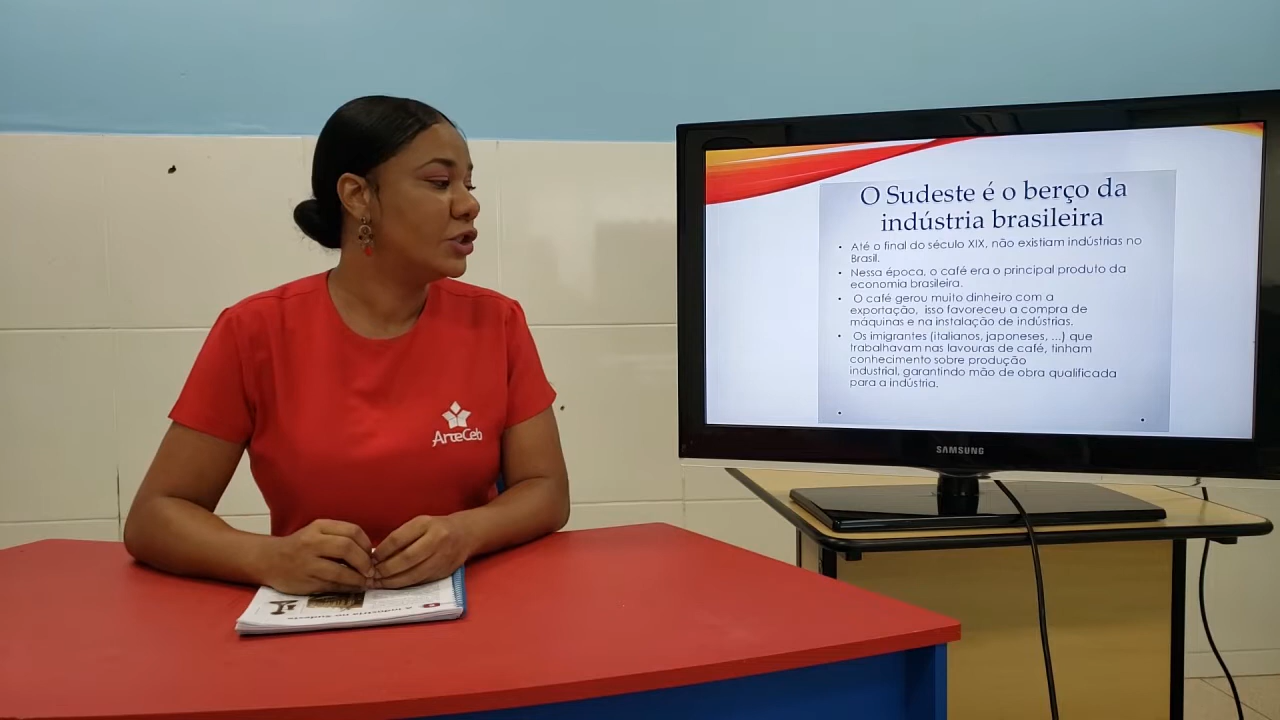 O Sudeste é o berço da
indústria brasileira
• Até o final do século XIX, não existiam indústrias no
Brasil.
• Nessa época, o café era o principal produto da
economia brasileira.
• O café gerou muito dinheiro com a
exportação, isso favoreceu a compra de
máquinas e na instalação de indústrias.
• Os imigrantes (italianos, japoneses, ...) que
trabalhavam nas lavouras de café, tinham
conhecimento sobre produção
industrial, garantindo mão de obra qualificada
para a indústria.
SAMSUNG
ArteCeb
A indústria no Sudeste